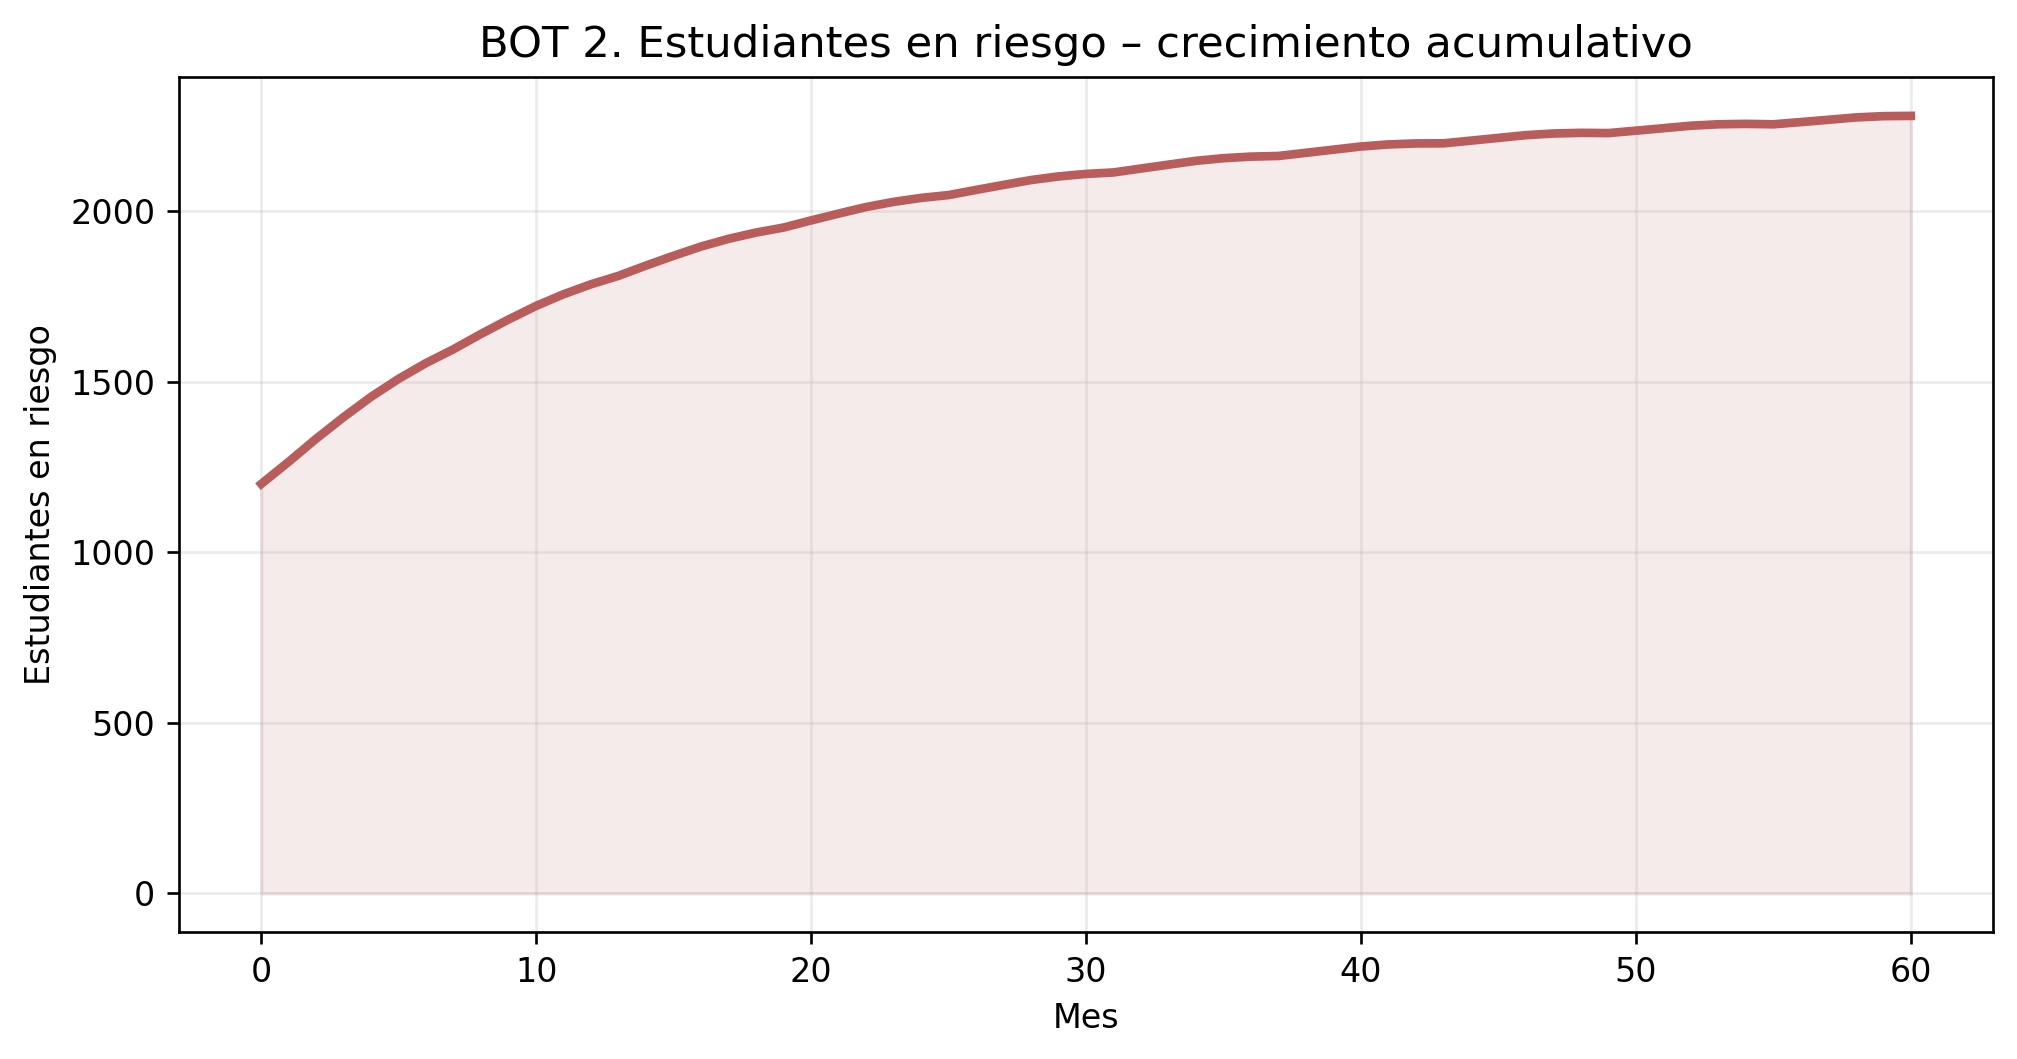 BOT 2. Estudiantes en riesgo – crecimiento acumulativo
Estudiantes en riesgo
2000
1500
1000
500
0
0 10 20 30 40 50 60
Mes